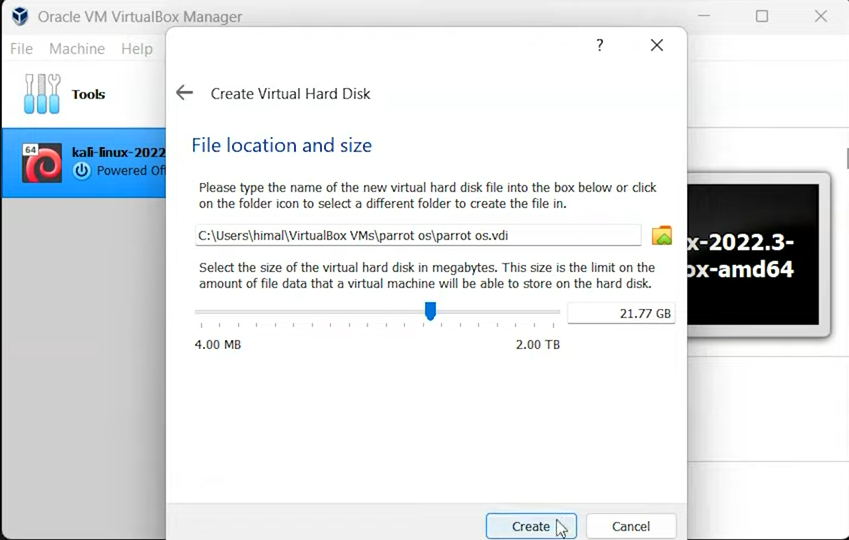 Oracle VM VirtualBox Manager
File Machine Help
?
Create Virtual Hard Disk
Tools
File location and size
64
kali-linux-2022
Powered Of
Please type the name of the new virtual hard disk file into the box below or click
on the folder icon to select a different folder to create the file in.
C:\Users\himal\VirtualBox VMs\parrot os\parrot os.vdi
x-2022.3-
ox-amd64
Select the size of the virtual hard disk in megabytes. This size is the limit on the
amount of file data that a virtual machine will be able to store on the hard disk.
21.77 GB
4.00 MB 2.00 TB
Create Cancel